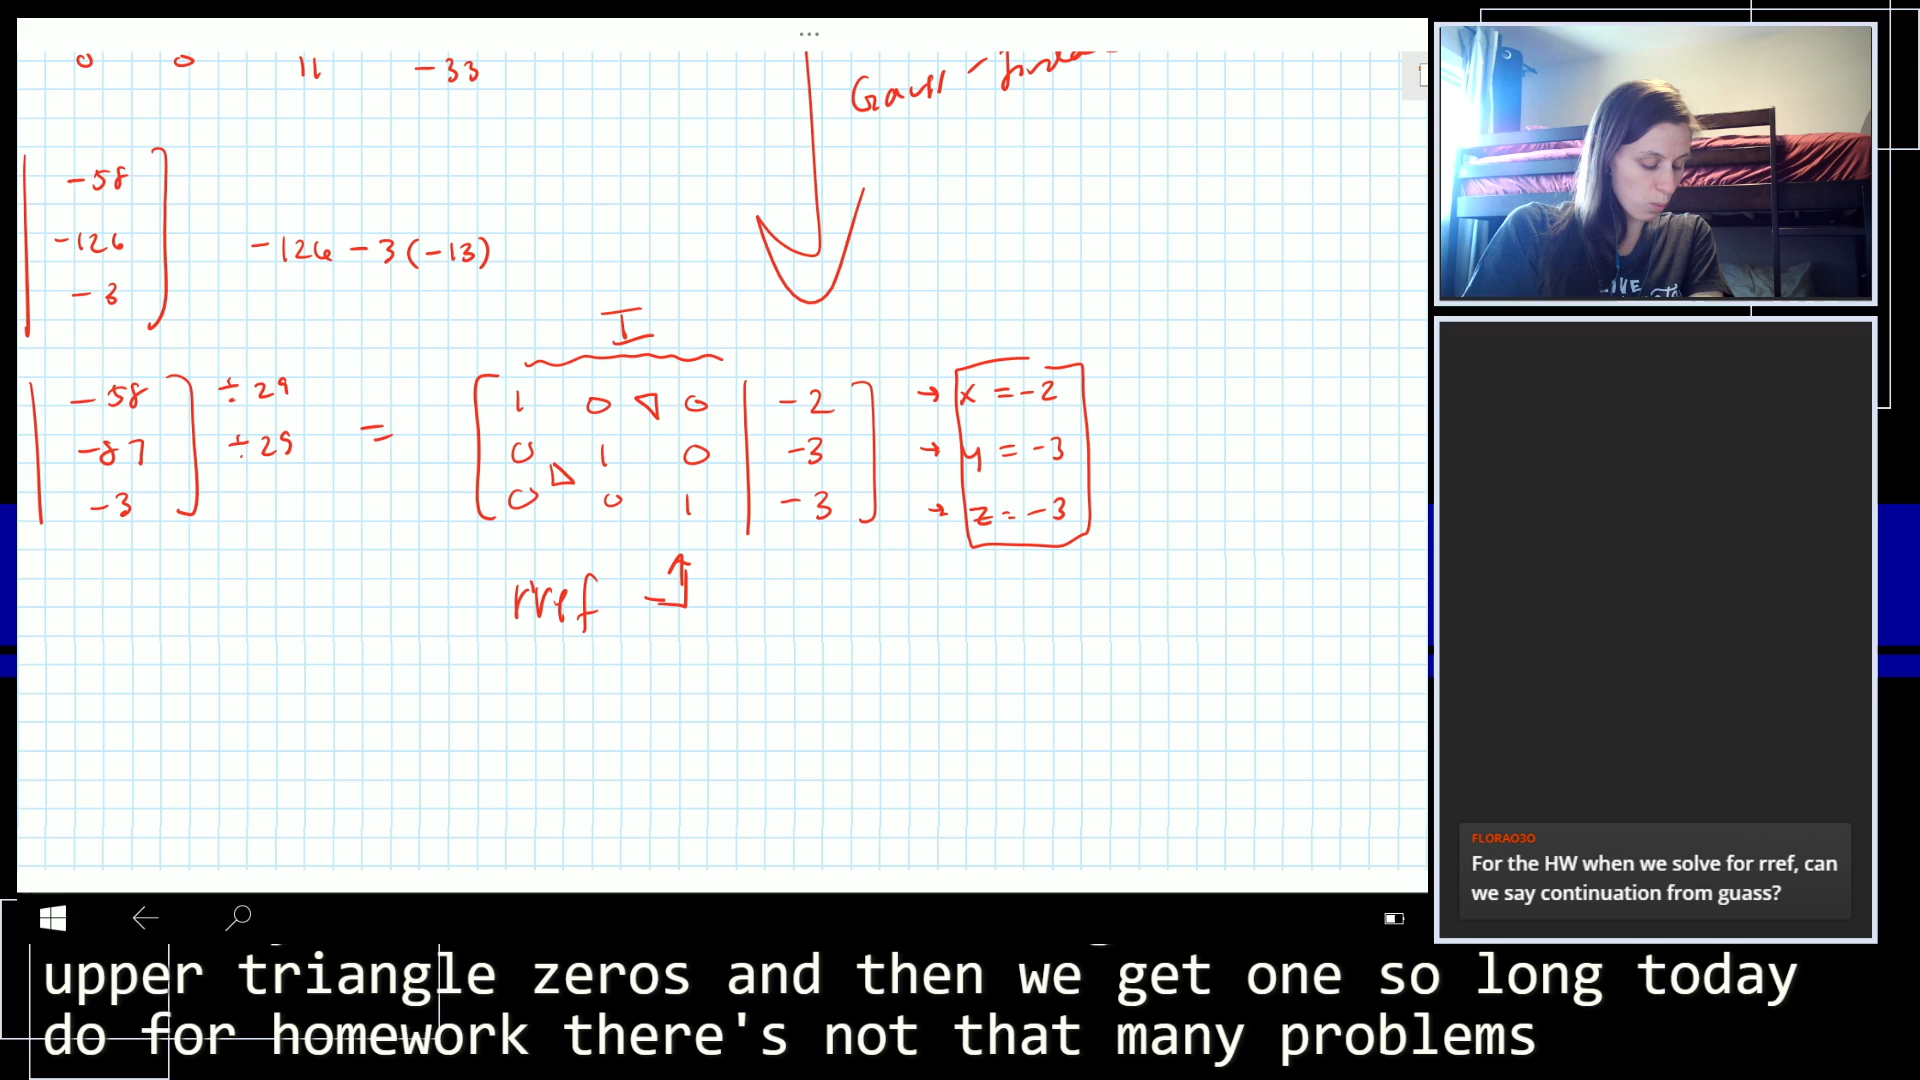 0 0 11 -33
Gauss -
-58
-126
-3
-126 - 3(-13)
I
-58 ÷ 29
-87 ÷ 29
-3
=
1 0 0 -2 → x = -2
0 1 0 -3 → y = -3
0 0 1 -3 → z = -3
rref
FLORAO3O
For the HW when we solve for rref, can
we say continuation from guass?
upper triangle zeros and then we get one so long today
do for homework there's not that many problems